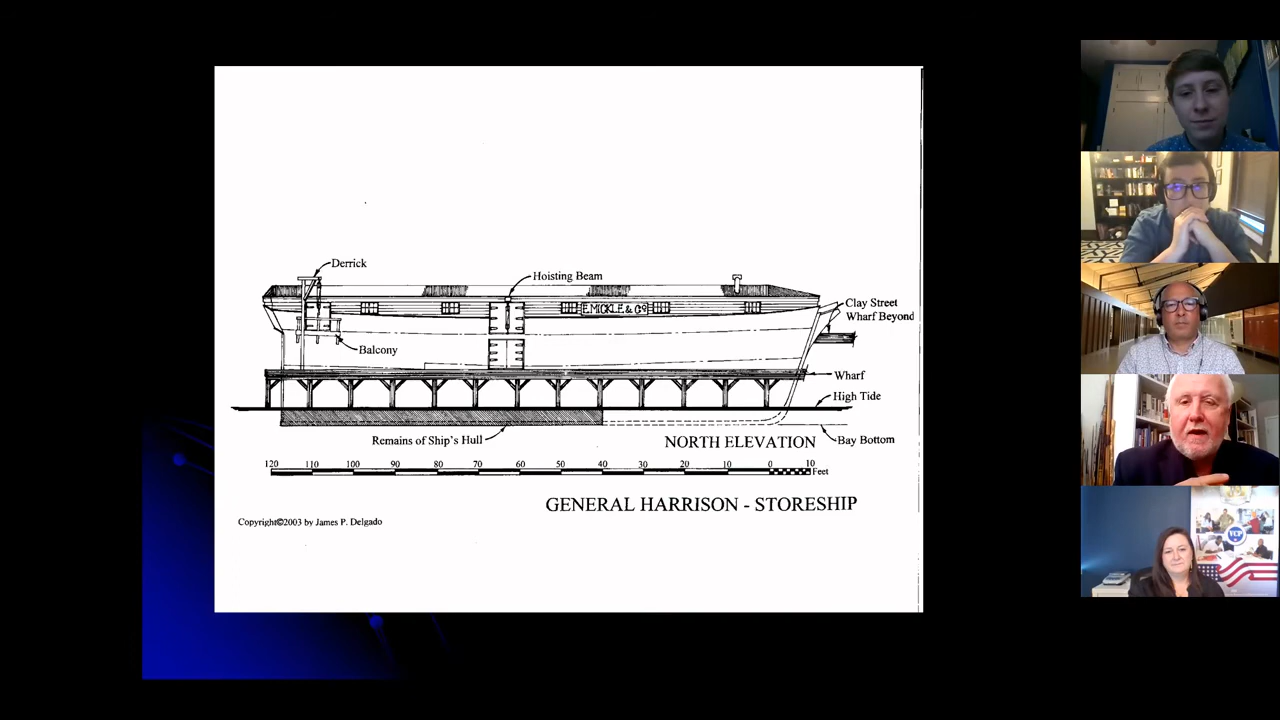 Derrick
Hoisting Beam
E.MICKLE & Cº
Clay Street
Wharf Beyond
Balcony
Wharf
High Tide
Remains of Ship's Hull
NORTH ELEVATION
Bay Bottom
120 110 100 90 80 70 60 50 40 30 20 10 0 10
Feet
GENERAL HARRISON - STORESHIP
Copyright©2003 by James P. Delgado
VCP